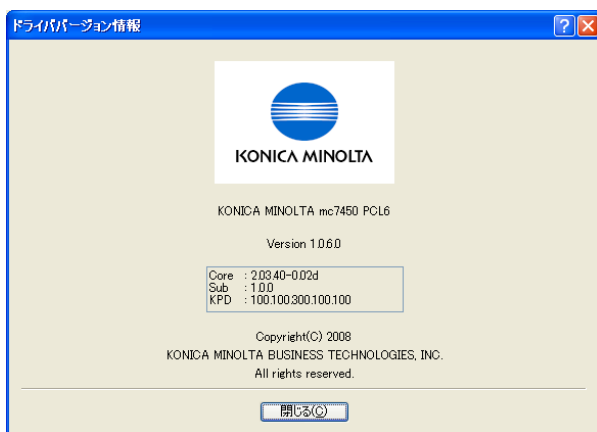 ドライババージョン情報
KONICA MINOLTA
KONICA MINOLTA mc7450 PCL6
Version 1.0.6.0
Core : 2.03.40-0.02d
Sub : 1.0.0
KPD : 100.100.300.100.100
Copyright(C) 2008
KONICA MINOLTA BUSINESS TECHNOLOGIES, INC.
All rights reserved.
閉じる(C)